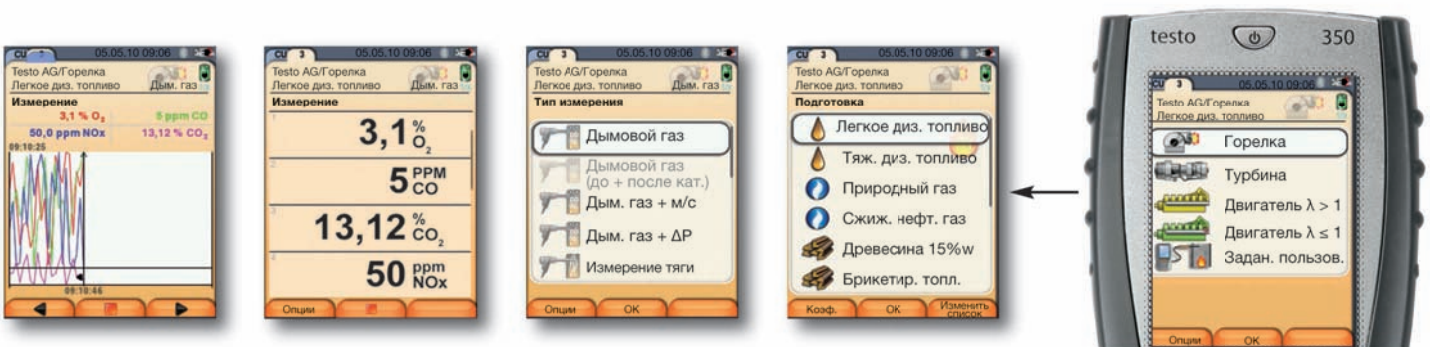 cu 2 05.05.10 09:06
Testo AG/Горелка
Легкое диз. топливо Дым. газ
Измерение
3,1 % O₂ 5 ppm CO
50,0 ppm NOx 13,12 % CO₂
09:10:25
09:10:46
cu 3 05.05.10 09:06
Testo AG/Горелка
Легкое диз. топливо Дым. газ
Измерение
1
3,1 % O₂
2
5 PPM CO
3
13,12 % CO₂
4
50 ppm NOx
Опции
cu 3 05.05.10 09:06
Testo AG/Горелка
Легкое диз. топливо Дым. газ
Тип измерения
Дымовой газ
Дымовой газ
(до + после кат.)
Дым. газ + м/с
Дым. газ + ΔP
Измерение тяги
Опции OK
cu 3 05.05.10 09:06
Testo AG/Горелка
Легкое диз. топливо
Подготовка
Легкое диз. топливо
Тяж. диз. топливо
Природный газ
Сжиж. нефт. газ
Древесина 15%w
Брикетир. топл.
Коэф. OK Изменить
список
testo 350
cu 3 05.05.10 09:06
Testo AG/Горелка
Легкое диз. топливо
Горелка
Турбина
Двигатель λ > 1
Двигатель λ ≤ 1
Задан. пользов.
Опции OK